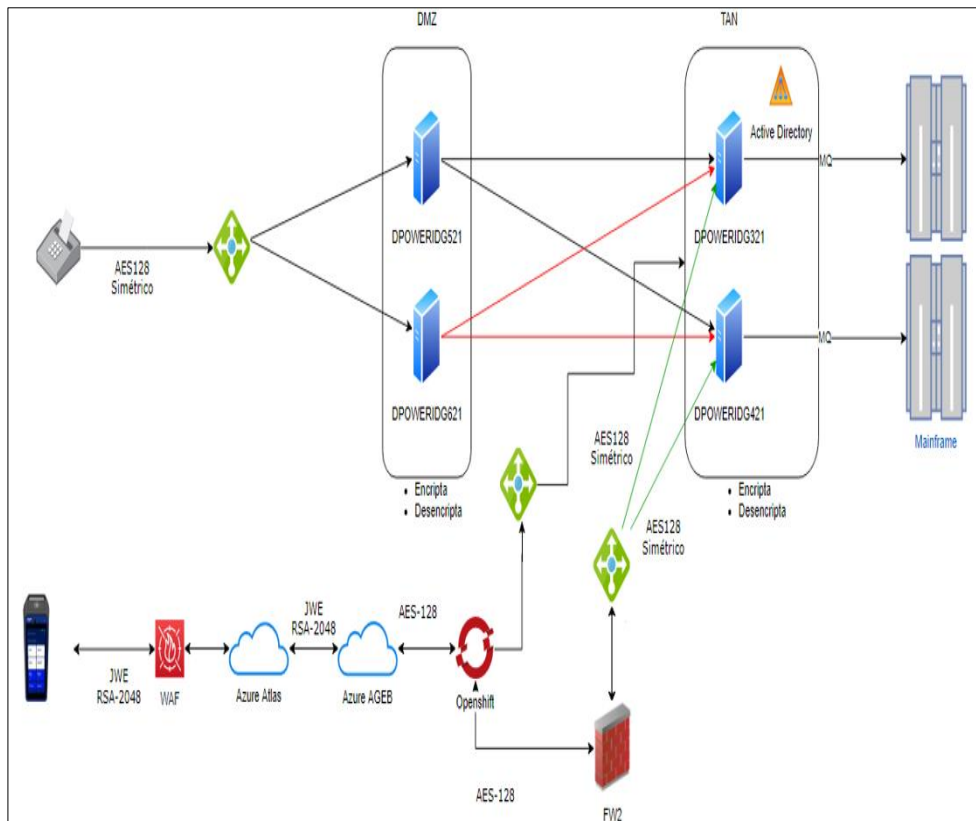 DMZ
TAN
Active Directory
MQ
DPOWERIDG521
DPOWERIDG321
AES128
Simétrico
MQ
DPOWERIDG621
DPOWERIDG421
Mainframe
AES128
Simétrico
• Encripta
• Desencripta
• Encripta
• Desencripta
AES128
Simétrico
JWE
RSA-2048
AES-128
JWE
RSA-2048
WAF
Azure Atlas
Azure AGEB
Openshift
AES-128
FW2